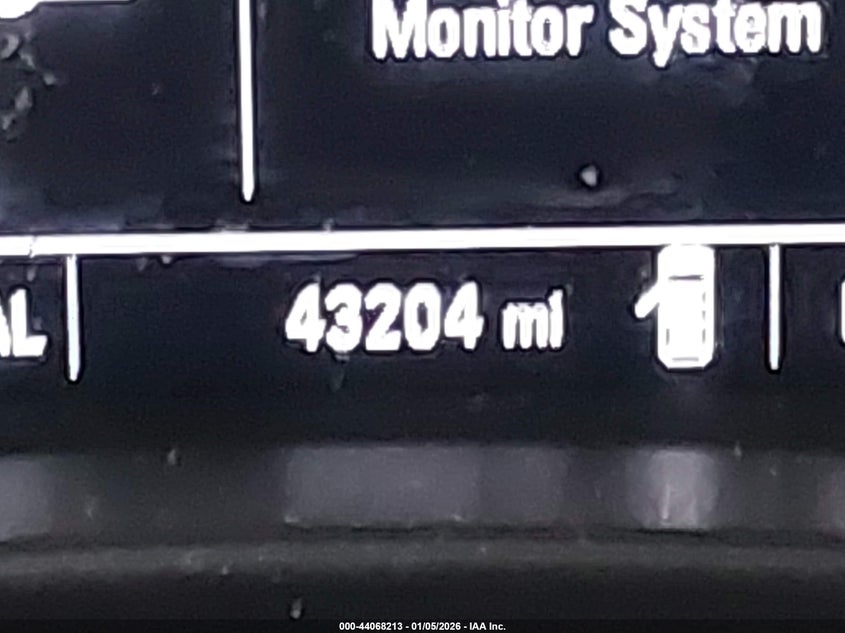 Monitor System
43204 mi
000-44068213 - 01/05/2026 - IAA Inc.